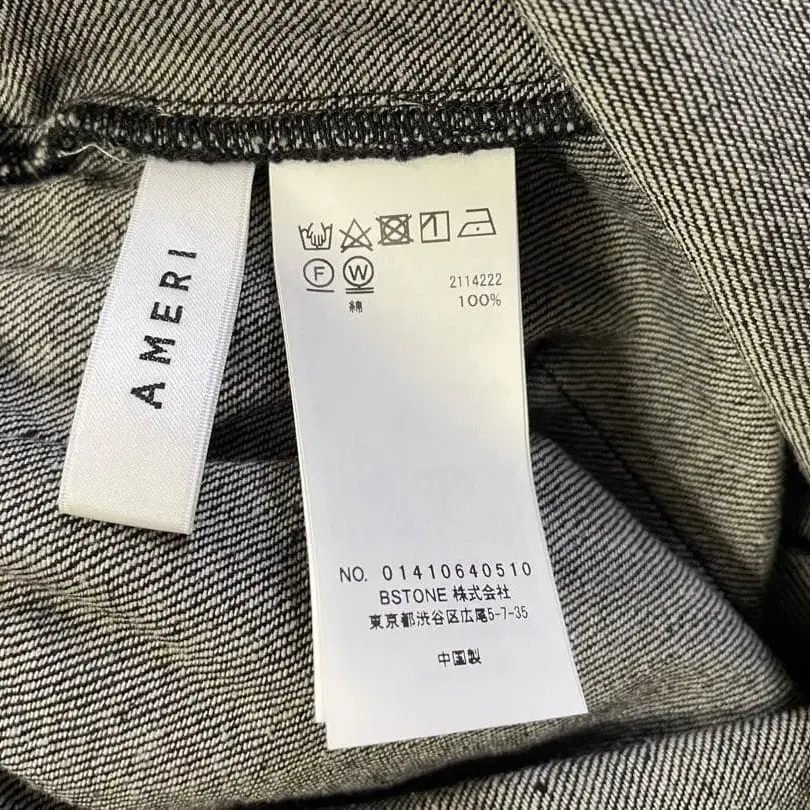 AMERI
F W
2114222
綿 100%
NO. 01410640510
BSTONE 株式会社
東京都渋谷区広尾5-7-35
中国製